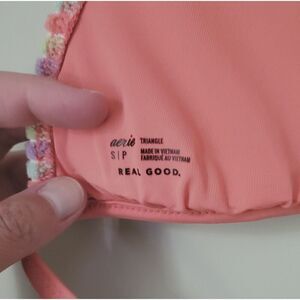 aerie TRIANGLE
S|P MADE IN VIETNAM
FABRIQUÉ AU VIETNAM
REAL GOOD.